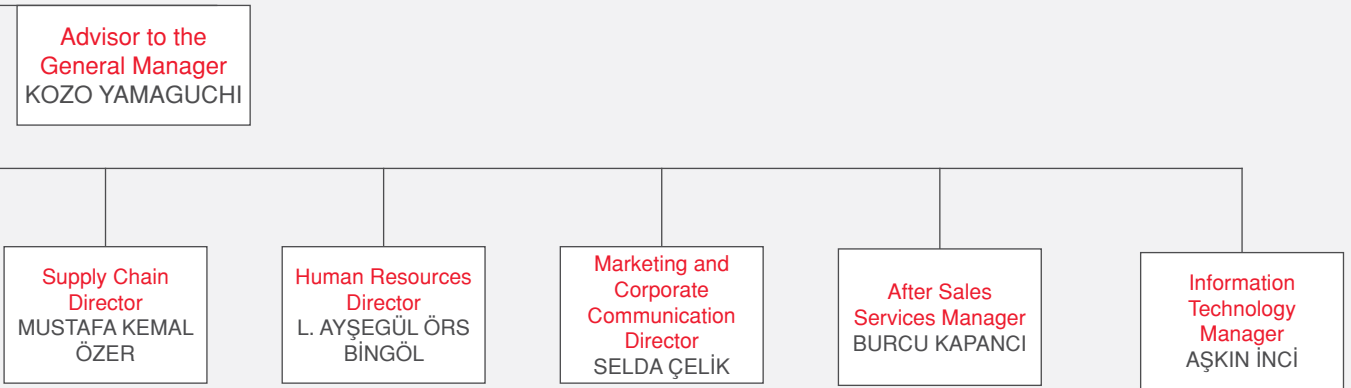 Advisor to the
General Manager
KOZO YAMAGUCHI
Supply Chain
Director
MUSTAFA KEMAL
ÖZER
Human Resources
Director
L. AYŞEGÜL ÖRS
BİNGÖL
Marketing and
Corporate
Communication
Director
SELDA ÇELİK
After Sales
Services Manager
BURCU KAPANCI
Information
Technology
Manager
AŞKIN İNCİ